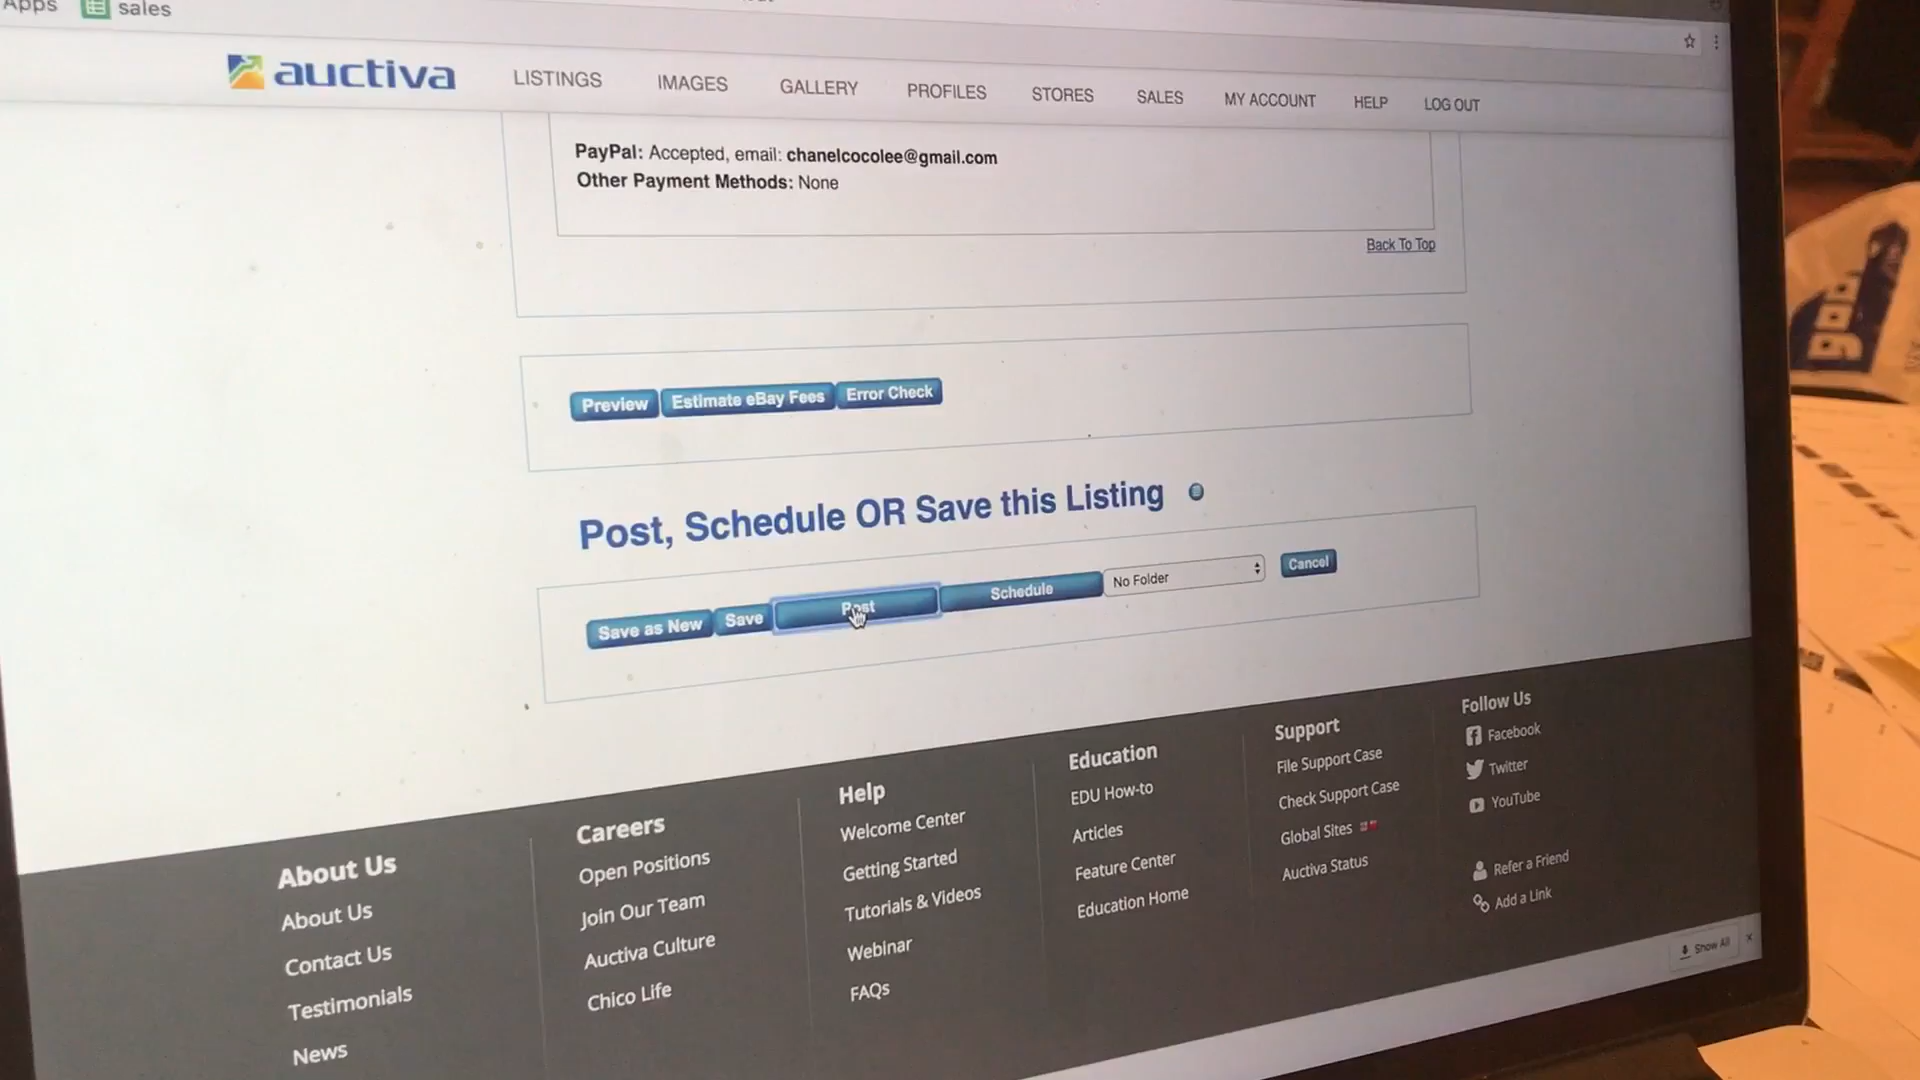 Apps sales
auctiva LISTINGS IMAGES GALLERY PROFILES STORES SALES MY ACCOUNT HELP LOG OUT
PayPal: Accepted, email: chanelcocolee@gmail.com
Other Payment Methods: None
Back To Top
Preview Estimate eBay Fees Error Check
Post, Schedule OR Save this Listing
Save as New Save Post Schedule No Folder Cancel
About Us
About Us
Contact Us
Testimonials
News
Careers
Open Positions
Join Our Team
Auctiva Culture
Chico Life
Help
Welcome Center
Getting Started
Tutorials & Videos
Webinar
FAQs
Education
EDU How-to
Articles
Feature Center
Education Home
Support
File Support Case
Check Support Case
Global Sites
Auctiva Status
Follow Us
Facebook
Twitter
YouTube
Refer a Friend
Add a Link
Show All